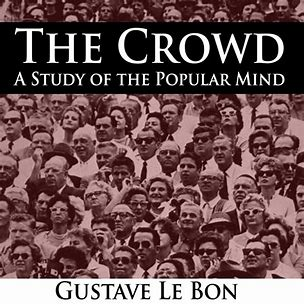 THE CROWD
A STUDY OF THE POPULAR MIND
GUSTAVE LE BON